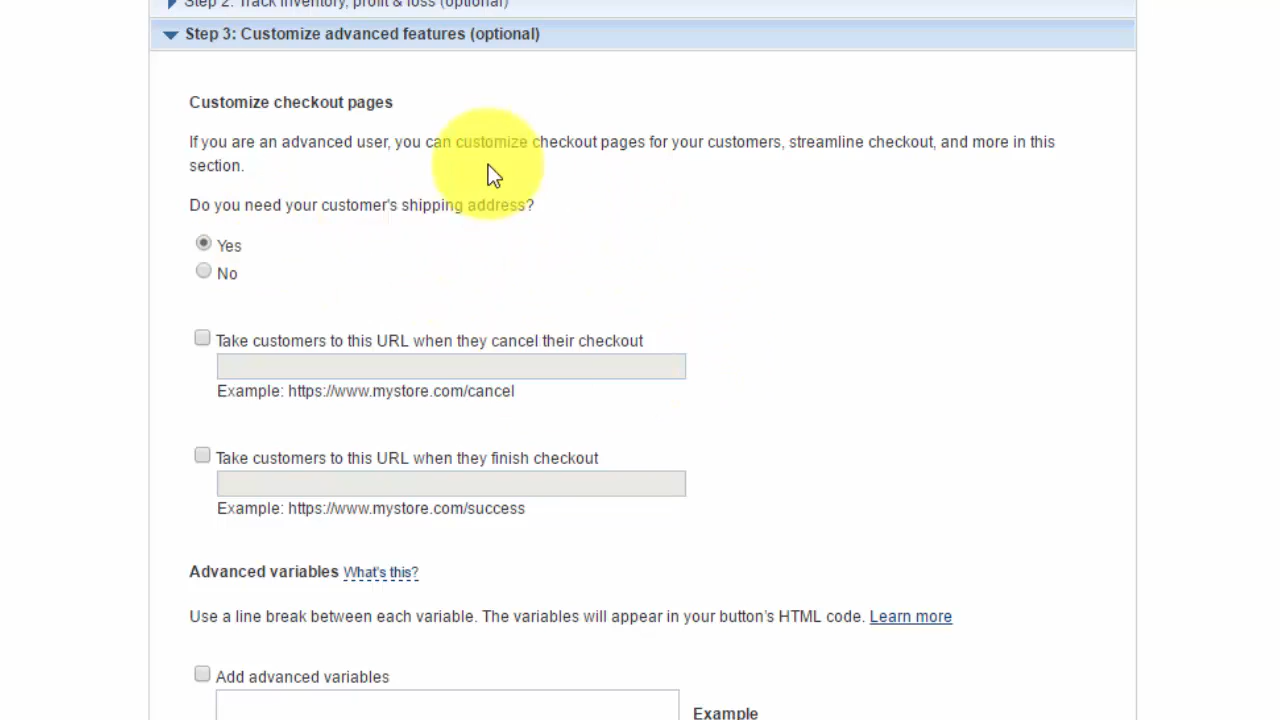 Step 2: Track inventory, profit & loss (optional)
Step 3: Customize advanced features (optional)
Customize checkout pages
If you are an advanced user, you can customize checkout pages for your customers, streamline checkout, and more in this
section.
Do you need your customer's shipping address?
Yes
No
Take customers to this URL when they cancel their checkout
Example: https://www.mystore.com/cancel
Take customers to this URL when they finish checkout
Example: https://www.mystore.com/success
Advanced variables What's this?
Use a line break between each variable. The variables will appear in your button's HTML code. Learn more
Add advanced variables
Example